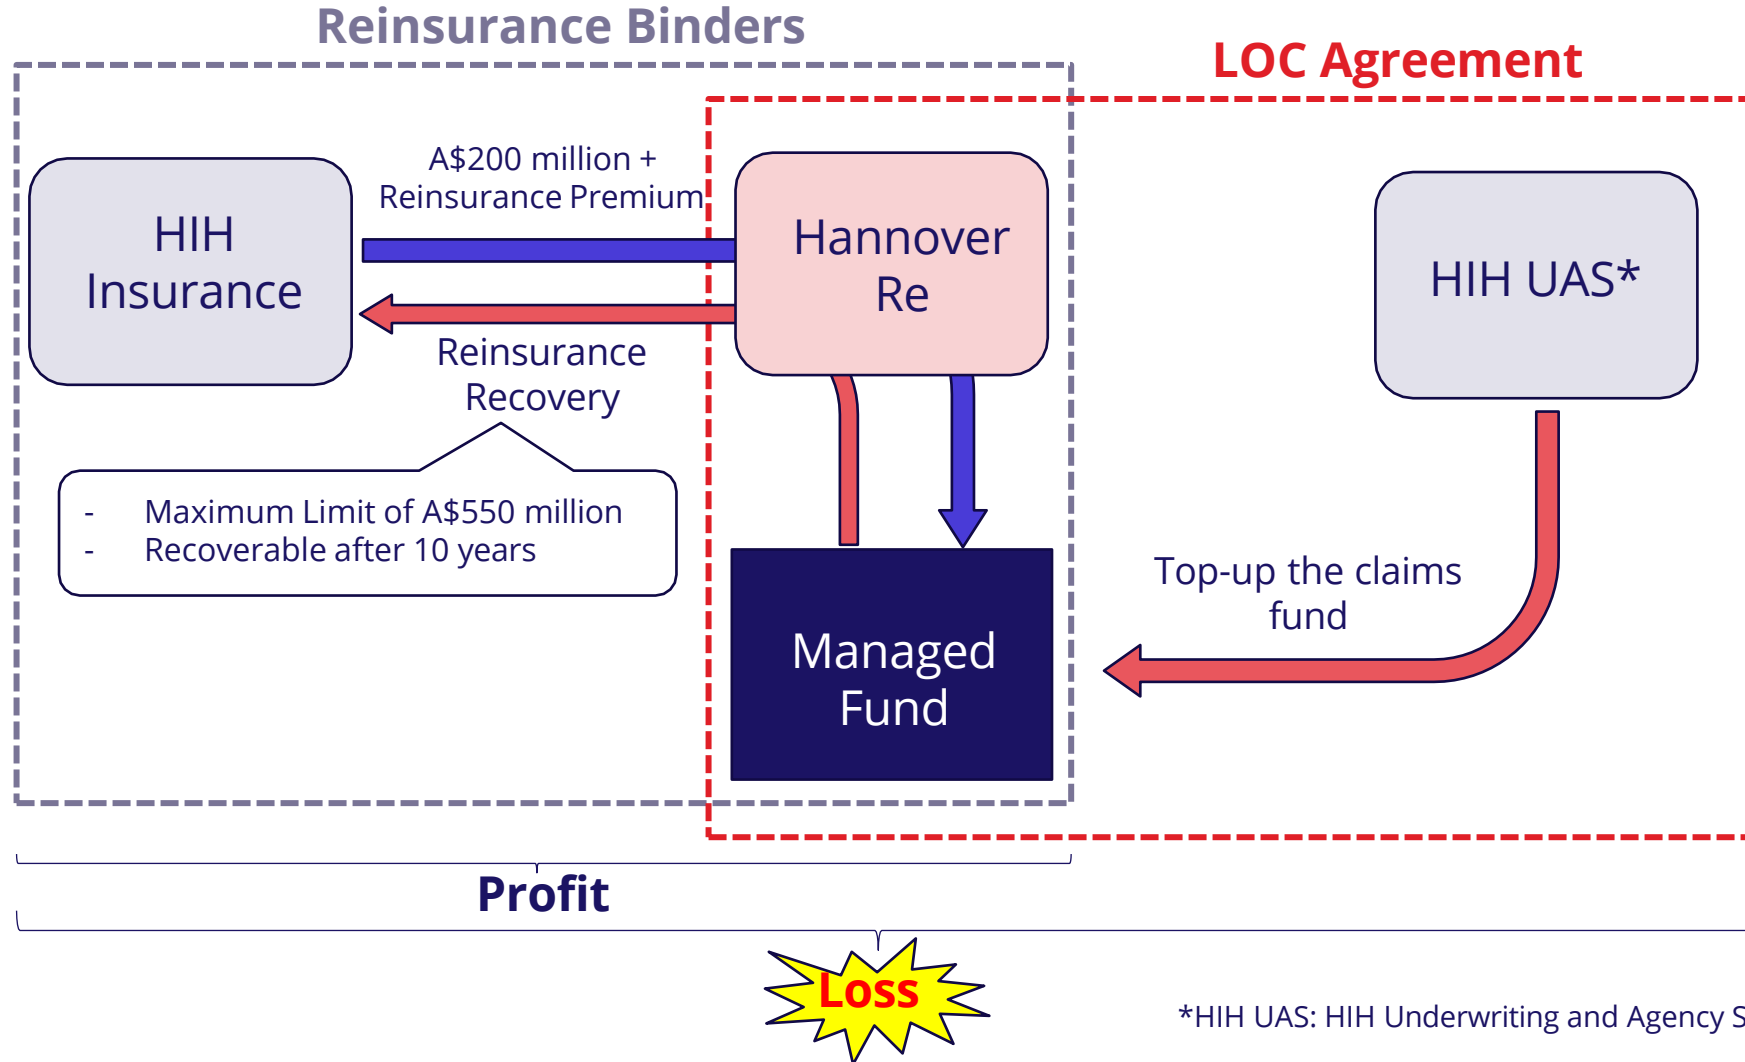 Reinsurance Binders
LOC Agreement
A$200 million +
Reinsurance Premium
HIH
Insurance
Hannover
Re
HIH UAS*
Reinsurance
Recovery
- Maximum Limit of A$550 million
- Recoverable after 10 years
Top-up the claims
fund
Managed
Fund
Profit
Loss
*HIH UAS: HIH Underwriting and Agency S